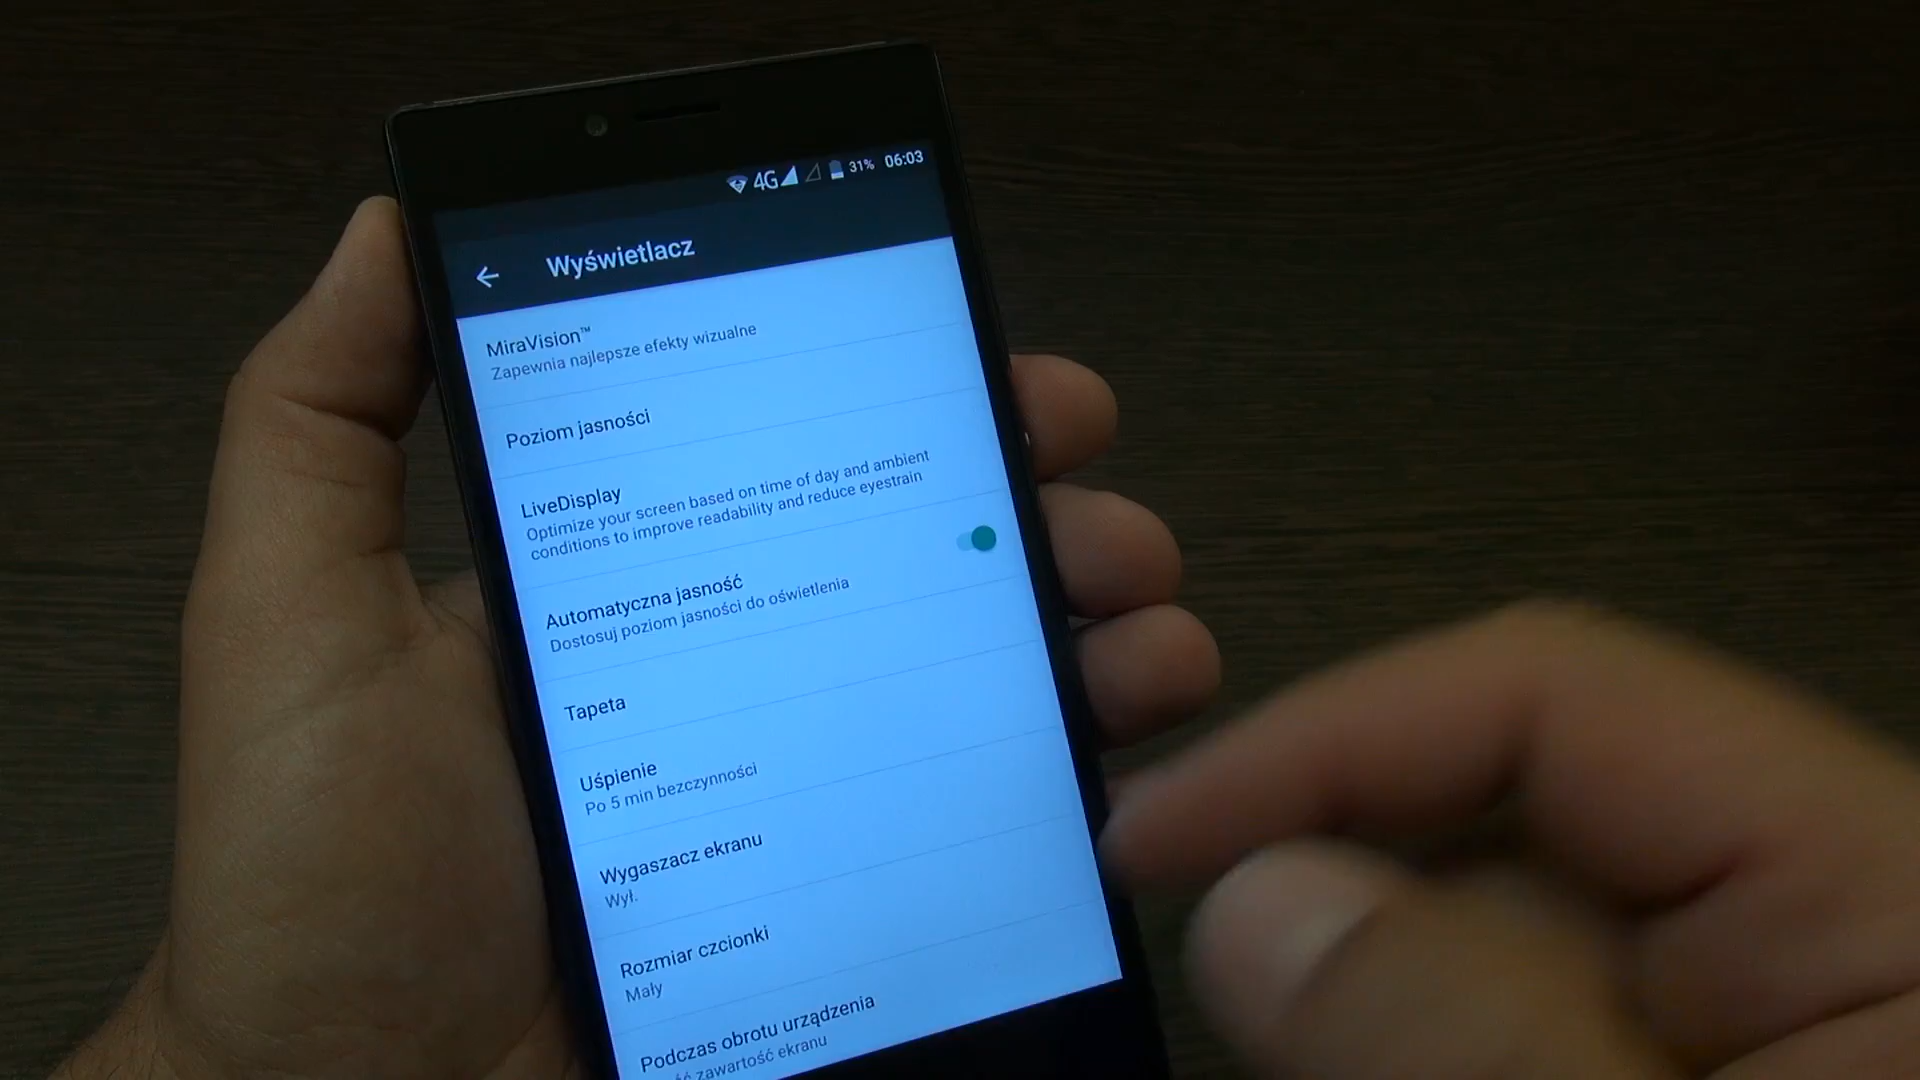 4G 31% 06:03
Wyświetlacz
MiraVision™
Zapewnia najlepsze efekty wizualne
Poziom jasności
LiveDisplay
Optimize your screen based on time of day and ambient
conditions to improve readability and reduce eyestrain
Automatyczna jasność
Dostosuj poziom jasności do oświetlenia
Tapeta
Uśpienie
Po 5 min bezczynności
Wygaszacz ekranu
Wył.
Rozmiar czcionki
Mały
Podczas obrotu urządzenia
zawartość ekranu